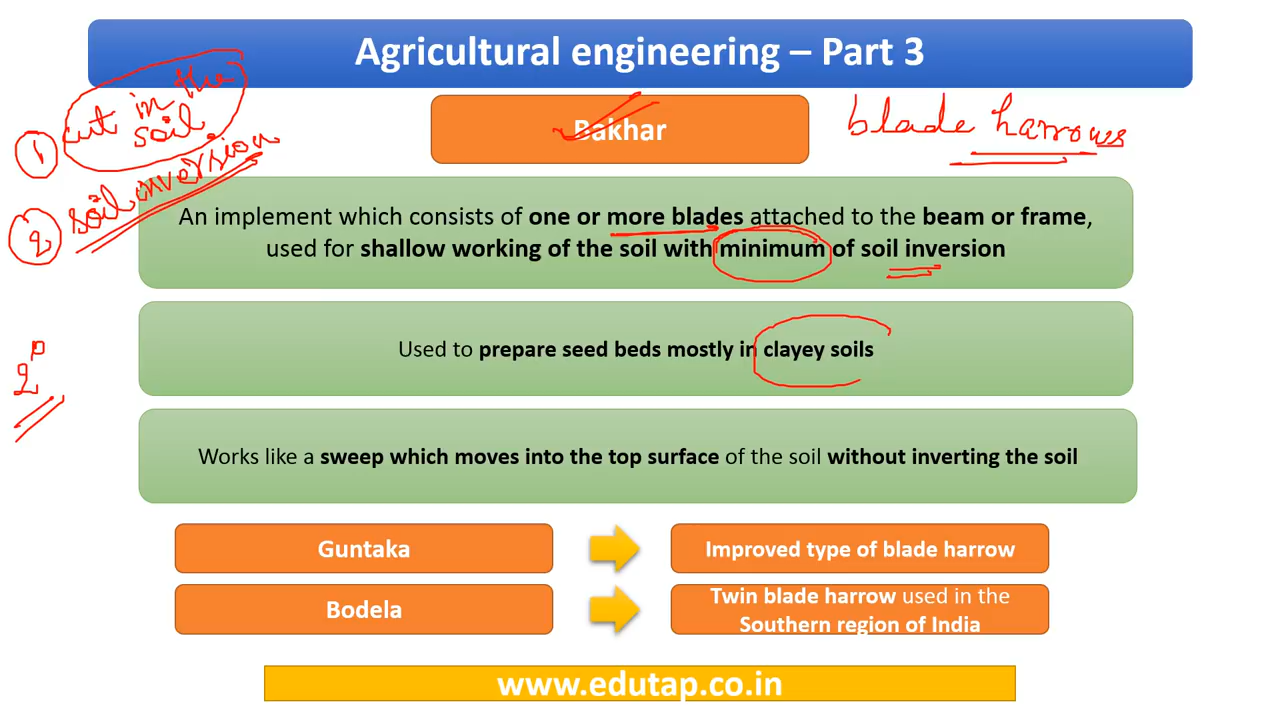 Agricultural engineering – Part 3
① cut in the
soil
② soil inversion
Bakhar
blade harrows
An implement which consists of one or more blades attached to the beam or frame,
used for shallow working of the soil with minimum of soil inversion
2°
Used to prepare seed beds mostly in clayey soils
Works like a sweep which moves into the top surface of the soil without inverting the soil
Guntaka
Improved type of blade harrow
Bodela
Twin blade harrow used in the
Southern region of India
www.edutap.co.in